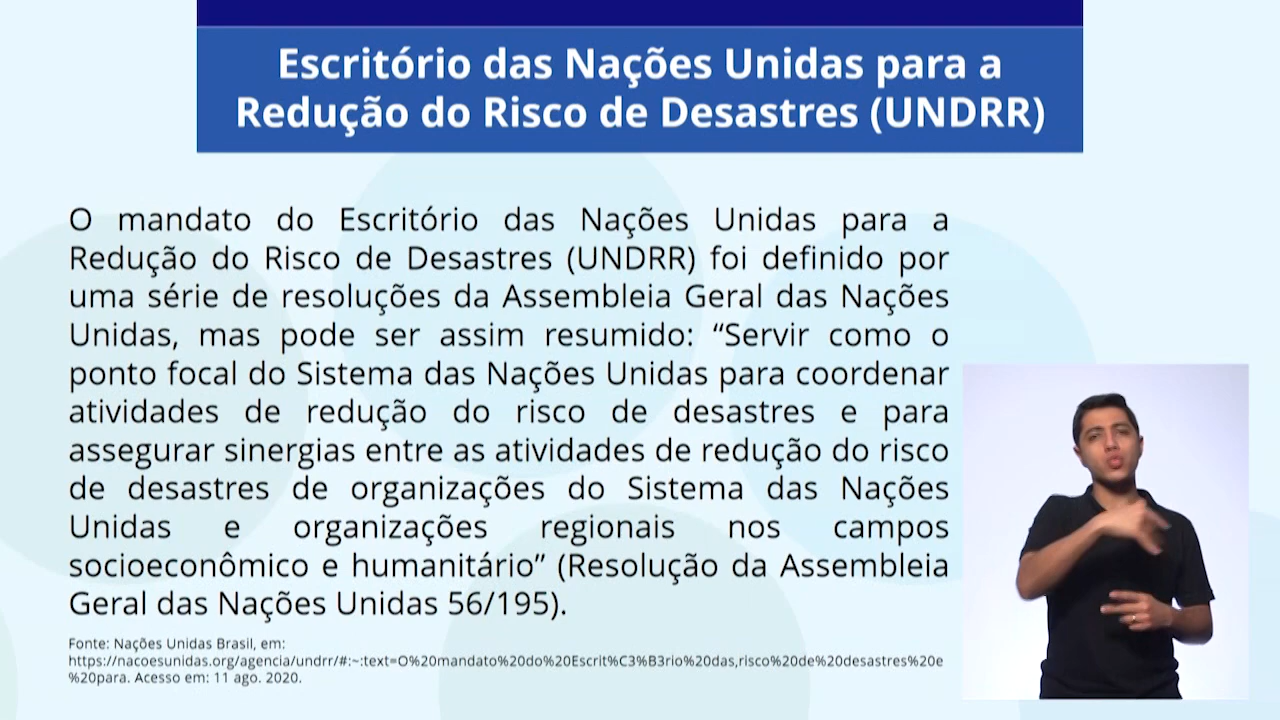 Escritório das Nações Unidas para a
Redução do Risco de Desastres (UNDRR)
O mandato do Escritório das Nações Unidas para a
Redução do Risco de Desastres (UNDRR) foi definido por
uma série de resoluções da Assembleia Geral das Nações
Unidas, mas pode ser assim resumido: “Servir como o
ponto focal do Sistema das Nações Unidas para coordenar
atividades de redução do risco de desastres e para
assegurar sinergias entre as atividades de redução do risco
de desastres de organizações do Sistema das Nações
Unidas e organizações regionais nos campos
socioeconômico e humanitário” (Resolução da Assembleia
Geral das Nações Unidas 56/195).
Fonte: Nações Unidas Brasil, em:
https://nacoesunidas.org/agencia/undrr/#:~:text=O%20mandato%20do%20Escrit%C3%B3rio%20das,risco%20de%20desastres%20e
%20para. Acesso em: 11 ago. 2020.